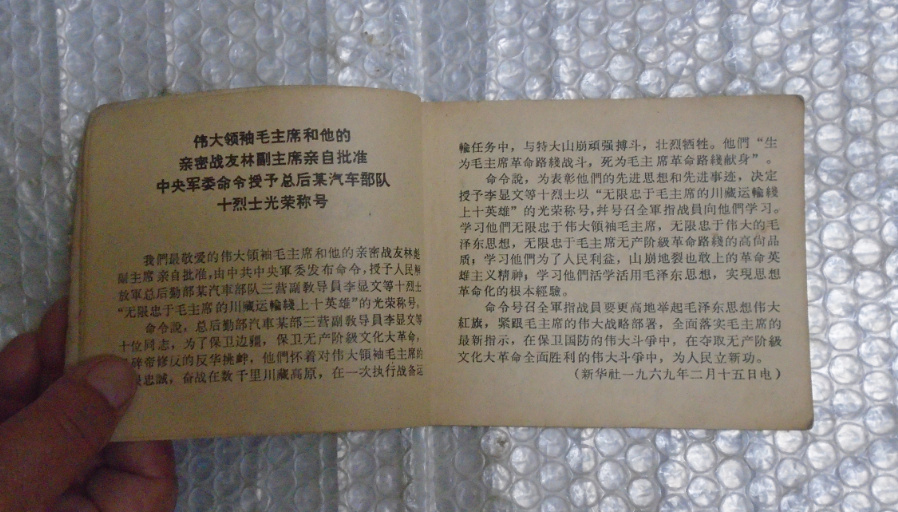 伟大领袖毛主席和他的
亲密战友林副主席亲自批准
中央军委命令授予总后某汽车部队
十烈士光荣称号
我們最敬爱的伟大领袖毛主席和他的亲密战友林彪
副主席亲自批准,由中共中央軍委发布命令,授予人民解
放軍总后勤部某汽車部队三营副教导員李显文等十烈士
“无限忠于毛主席的川藏运輸綫上十英雄”的光荣称号。
命令說,总后勤部汽車某部三营副教导員李显文等
十位同志,为了保卫边疆,保卫无产阶級文化大革命,
帝修反的反华挑衅,他們怀着对伟大领袖毛主席的
忠誠,奋战在数千里川藏高原,在一次执行战备运
輸任务中,与特大山崩頑强搏斗,壮烈牺牲。他們“生
为毛主席革命路綫战斗,死为毛主席革命路綫献身”。
命令說,为表彰他們的先进思想和先进事迹,决定
授予李显文等十烈士以“无限忠于毛主席的川藏运輸綫
上十英雄”的光荣称号,并号召全軍指战員向他們学习。
学习他們无限忠于伟大领袖毛主席,无限忠于伟大的毛
泽东思想,无限忠于毛主席无产阶級革命路綫的高尚品
质;学习他們为了人民利益,山崩地裂也敢上的革命英
雄主义精神;学习他們活学活用毛泽东思想,实現思想
革命化的根本經驗。
命令号召全軍指战員要更高地举起毛泽东思想伟大
紅旗,紧跟毛主席的伟大战略部署,全面落实毛主席的
最新指示,在保卫国防的伟大斗爭中,在夺取无产阶級
文化大革命全面胜利的伟大斗爭中,为人民立新功。
(新华社一九六九年二月十五日电)